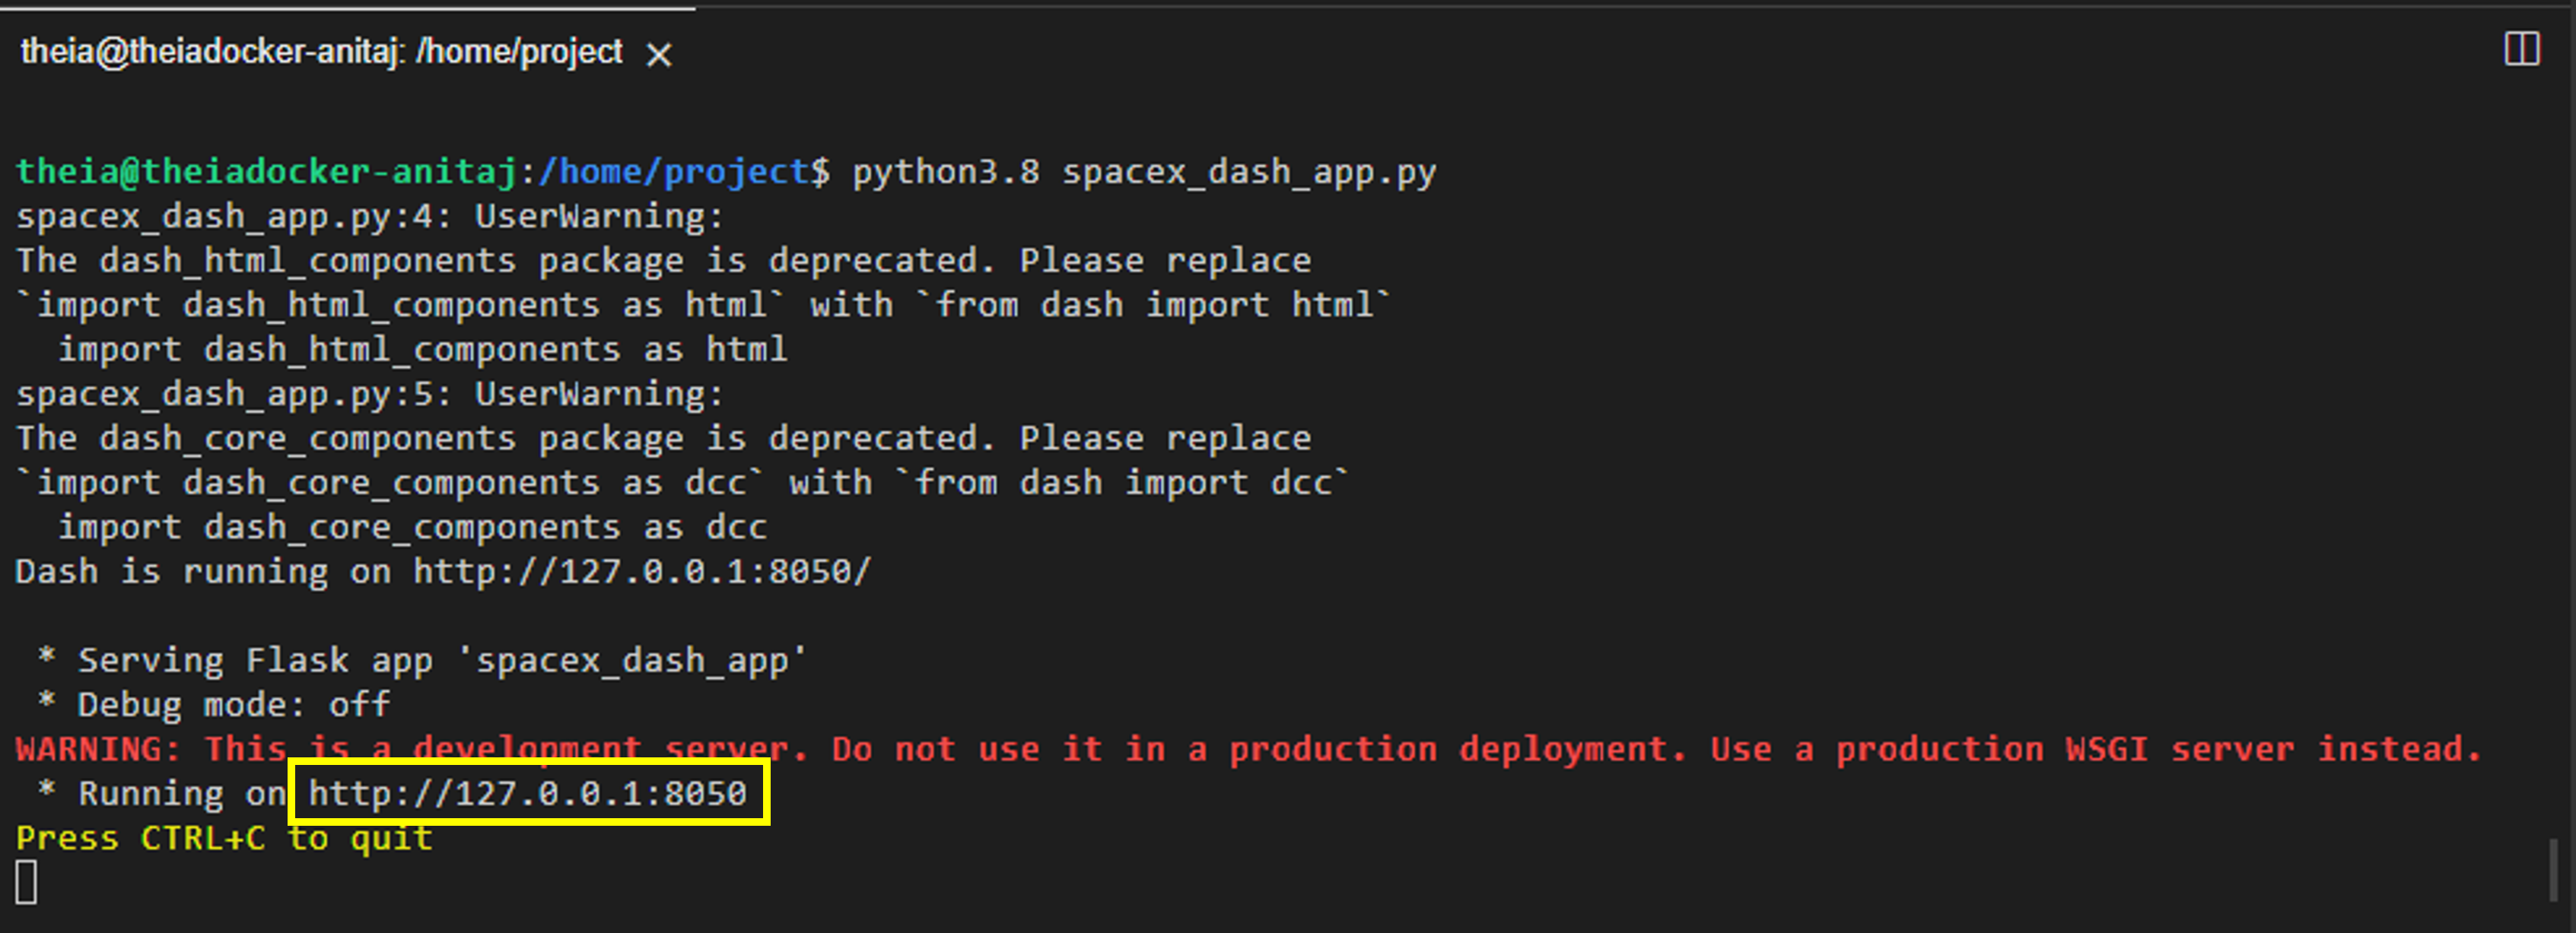 theia@theiadocker-anitaj: /home/project ×
theia@theiadocker-anitaj:/home/project$ python3.8 spacex_dash_app.py
spacex_dash_app.py:4: UserWarning:
The dash_html_components package is deprecated. Please replace
`import dash_html_components as html` with `from dash import html`
  import dash_html_components as html
spacex_dash_app.py:5: UserWarning:
The dash_core_components package is deprecated. Please replace
`import dash_core_components as dcc` with `from dash import dcc`
  import dash_core_components as dcc
Dash is running on http://127.0.0.1:8050/
 * Serving Flask app 'spacex_dash_app'
 * Debug mode: off
WARNING: This is a development server. Do not use it in a production deployment. Use a production WSGI server instead.
 * Running on http://127.0.0.1:8050
Press CTRL+C to quit